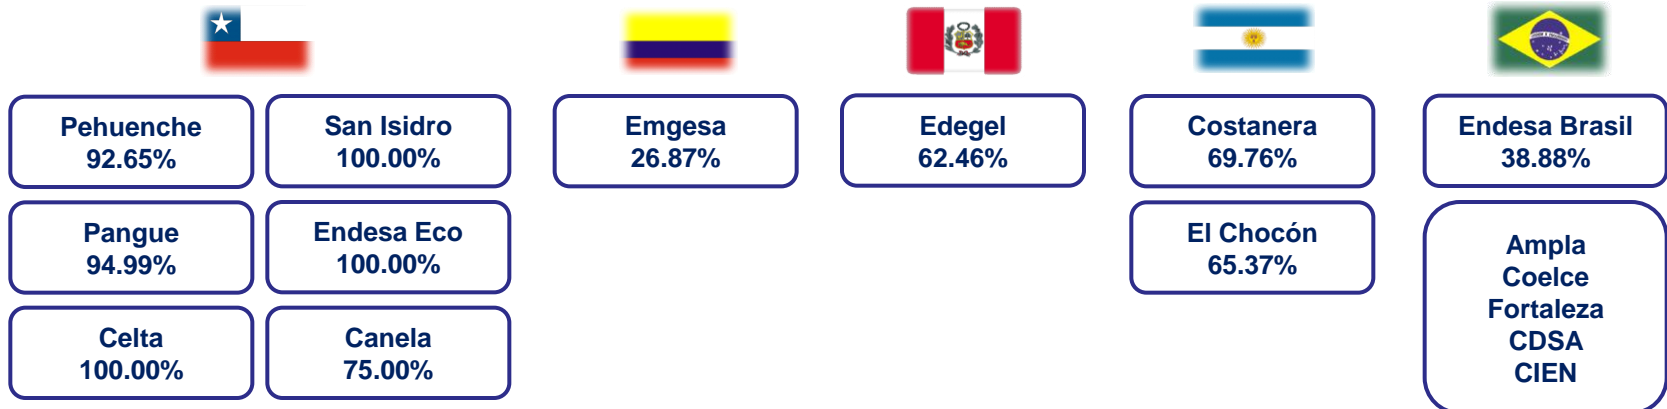 Pehuenche
92.65%
San Isidro
100.00%
Emgesa
26.87%
Edegel
62.46%
Costanera
69.76%
Endesa Brasil
38.88%
Pangue
94.99%
Endesa Eco
100.00%
El Chocón
65.37%
Ampla
Coelce
Fortaleza
CDSA
CIEN
Celta
100.00%
Canela
75.00%